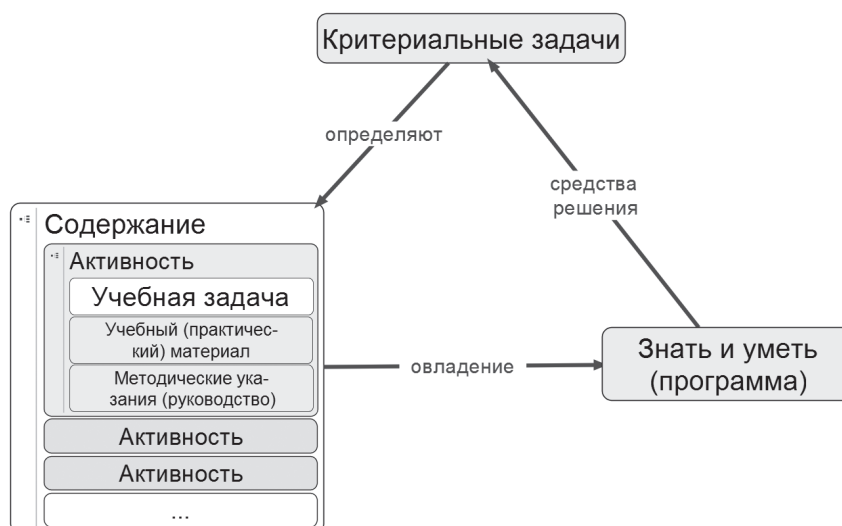 Критериальные задачи
определяют
средства
решения
Содержание
Активность
Учебная задача
Учебный (практичес-
кий) материал
Методические ука-
зания (руководство)
Активность
Активность
...
овладение
Знать и уметь
(программа)